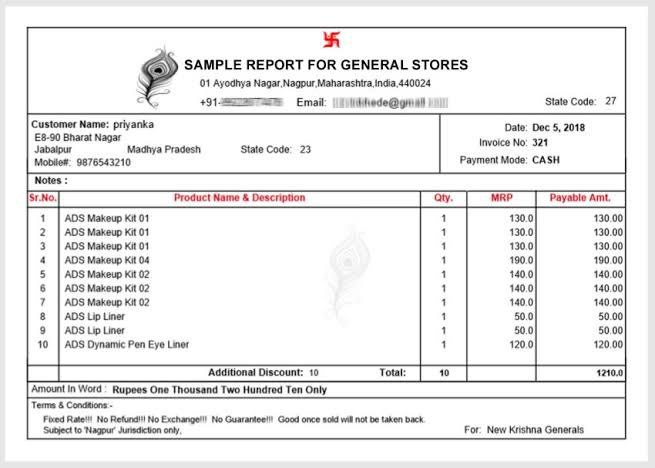 SAMPLE REPORT FOR GENERAL STORES
01 Ayodhya Nagar,Nagpur,Maharashtra,India,440024
+91- Email: State Code: 27
Customer Name: priyanka
E8-90 Bharat Nagar
Jabalpur Madhya Pradesh State Code: 23
Mobile#: 9876543210
Date: Dec 5, 2018
Invoice No: 321
Payment Mode: CASH
Notes :
Sr.No. Product Name & Description Qty. MRP Payable Amt.
1 ADS Makeup Kit 01 1 130.0 130.00
2 ADS Makeup Kit 01 1 130.0 130.00
3 ADS Makeup Kit 01 1 130.0 130.00
4 ADS Makeup Kit 04 1 190.0 190.00
5 ADS Makeup Kit 02 1 140.0 140.00
6 ADS Makeup Kit 02 1 140.0 140.00
7 ADS Makeup Kit 02 1 140.0 140.00
8 ADS Lip Liner 1 50.0 50.00
9 ADS Lip Liner 1 50.0 50.00
10 ADS Dynamic Pen Eye Liner 1 120.0 120.00
Additional Discount: 10 Total: 10 1210.0
Amount In Word : Rupees One Thousand Two Hundred Ten Only
Terms & Conditions:-
Fixed Rate!!! No Refund!!! No Exchange!!! No Guarantee!!! Good once sold will not be taken back.
Subject to 'Nagpur' Jurisdiction only,
For: New Krishna Generals